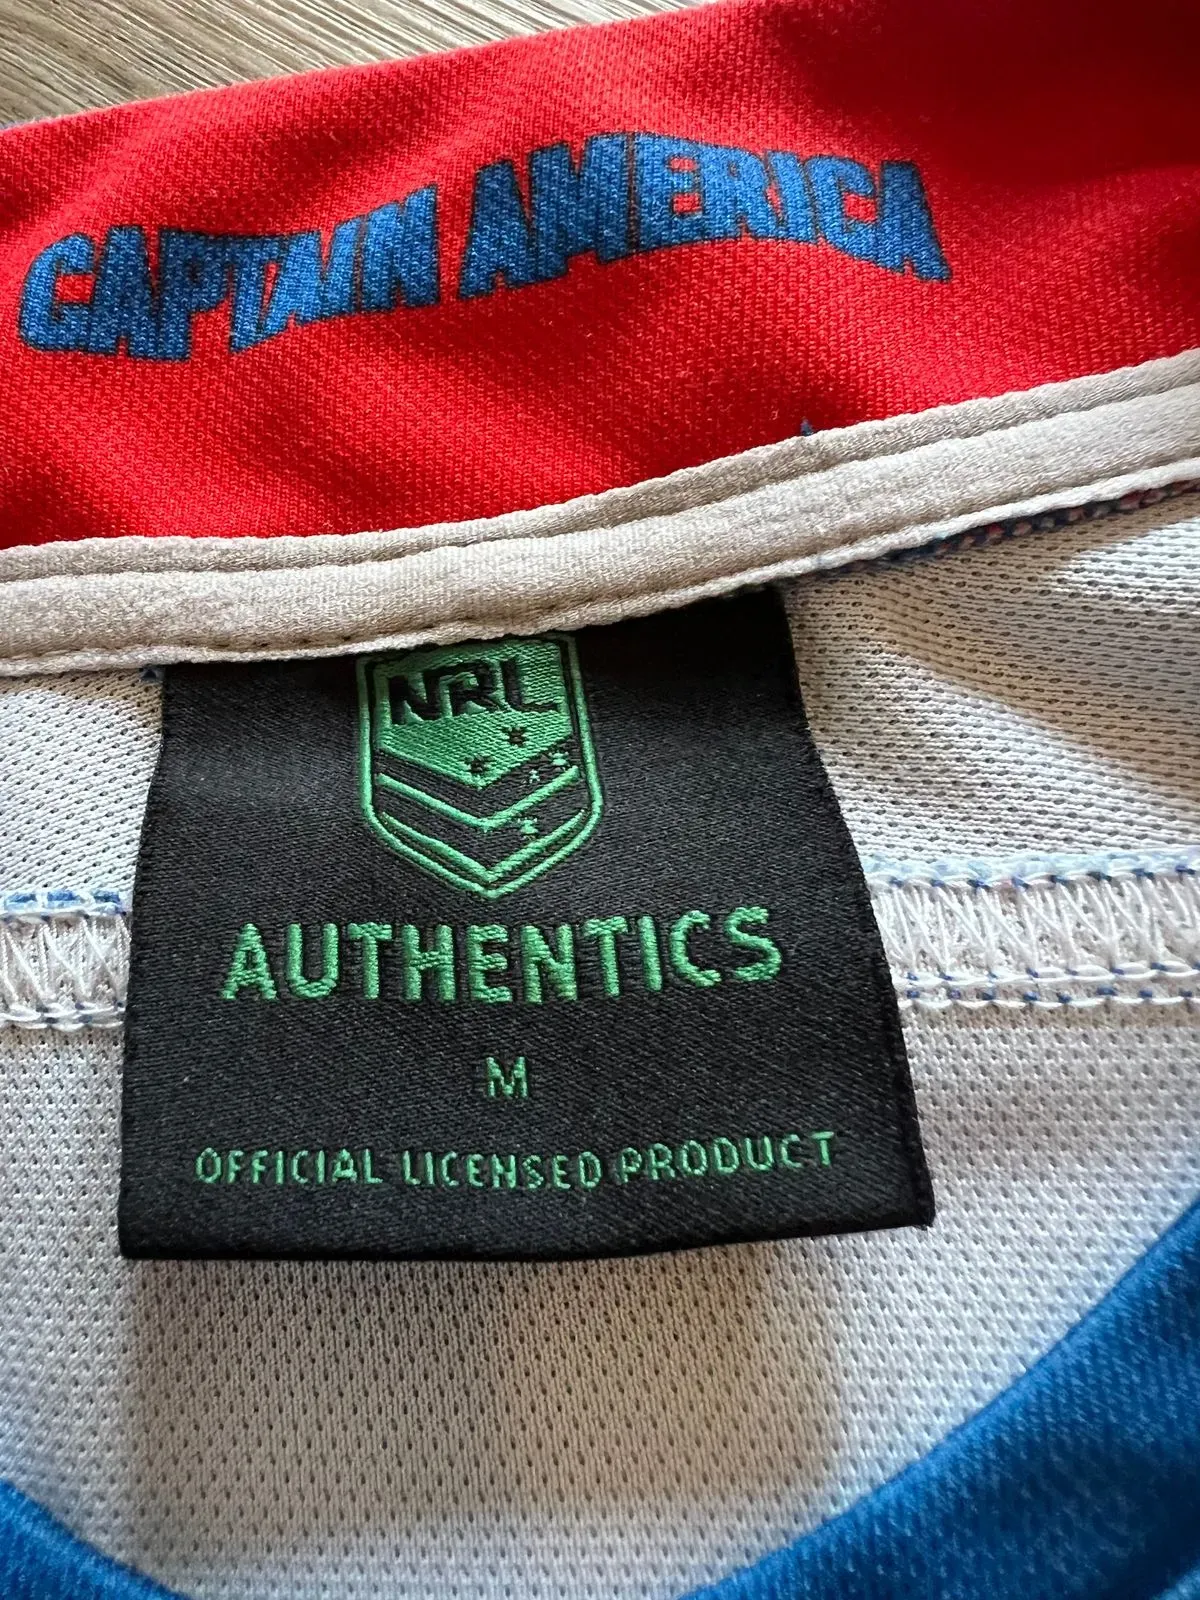 CAPTAIN AMERICA
NRL
AUTHENTICS
M
OFFICIAL LICENSED PRODUCT